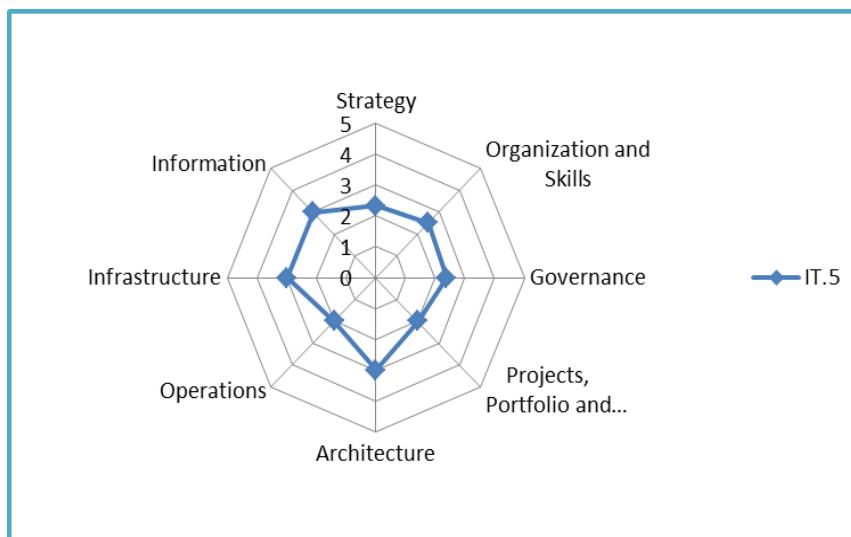 Strategy
5
4
3
2
1
0
Organization and
Skills
Governance
Projects,
Portfolio and...
Architecture
Operations
Infrastructure
Information
IT.5